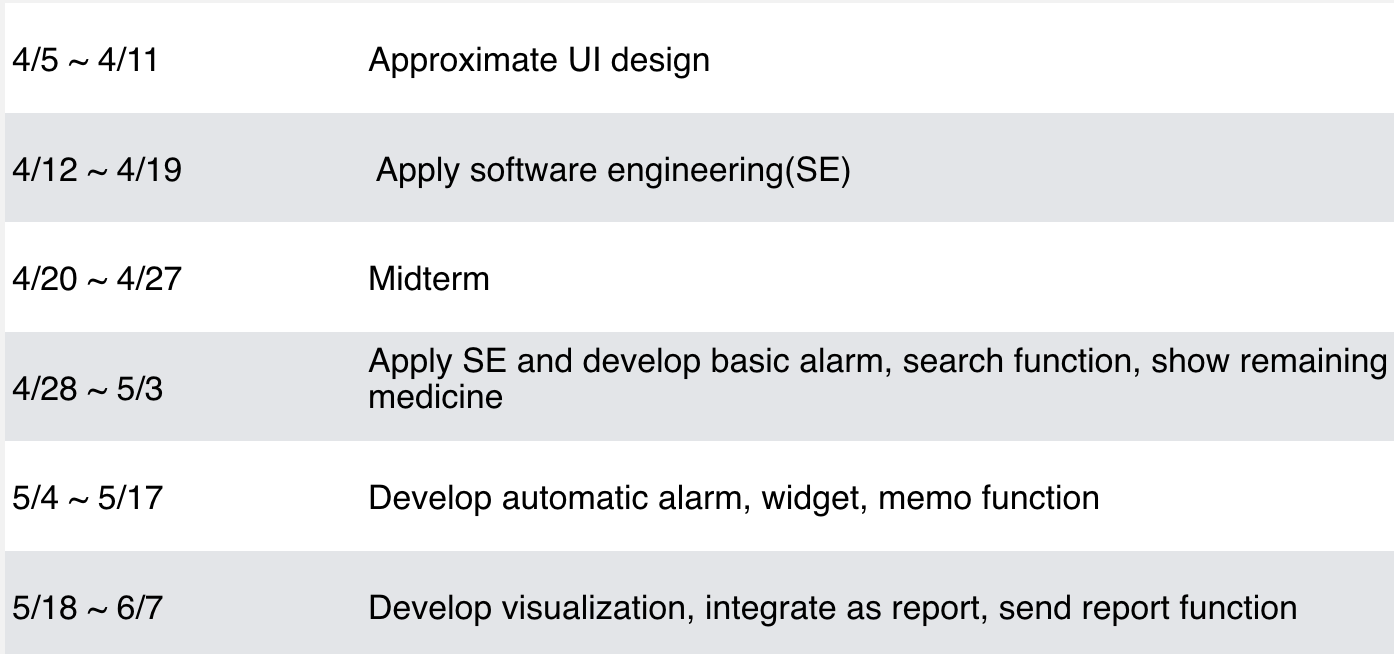 4/5 ~ 4/11 Approximate UI design
4/12 ~ 4/19 Apply software engineering(SE)
4/20 ~ 4/27 Midterm
4/28 ~ 5/3 Apply SE and develop basic alarm, search function, show remaining
medicine
5/4 ~ 5/17 Develop automatic alarm, widget, memo function
5/18 ~ 6/7 Develop visualization, integrate as report, send report function